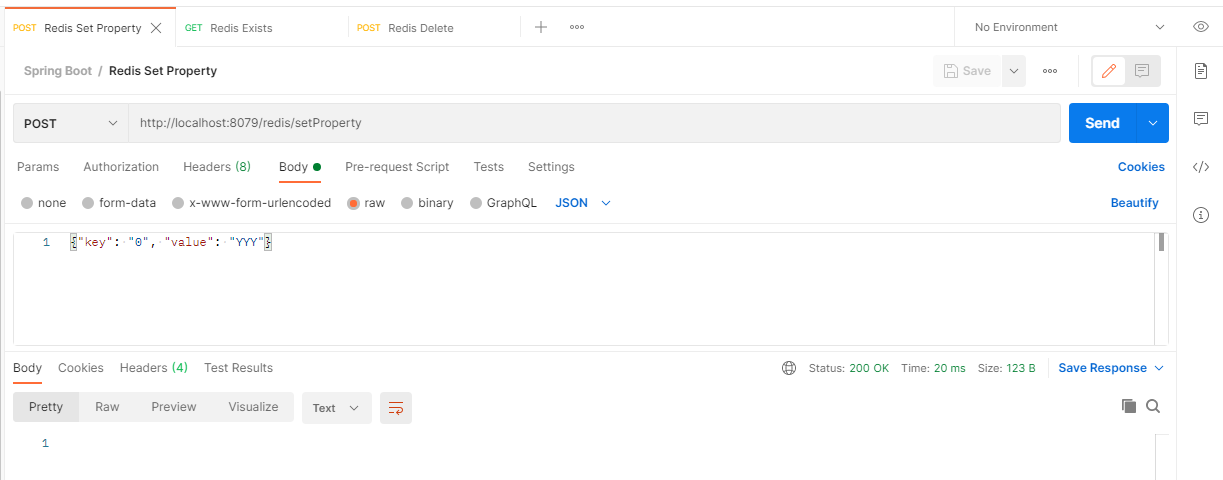 POST Redis Set Property GET Redis Exists POST Redis Delete No Environment
Spring Boot / Redis Set Property Save
POST http://localhost:8079/redis/setProperty Send
Params Authorization Headers (8) Body Pre-request Script Tests Settings Cookies
none form-data x-www-form-urlencoded raw binary GraphQL JSON Beautify
1 {"key": "0", "value": "YYY"}
Body Cookies Headers (4) Test Results Status: 200 OK Time: 20 ms Size: 123 B Save Response
Pretty Raw Preview Visualize Text
1